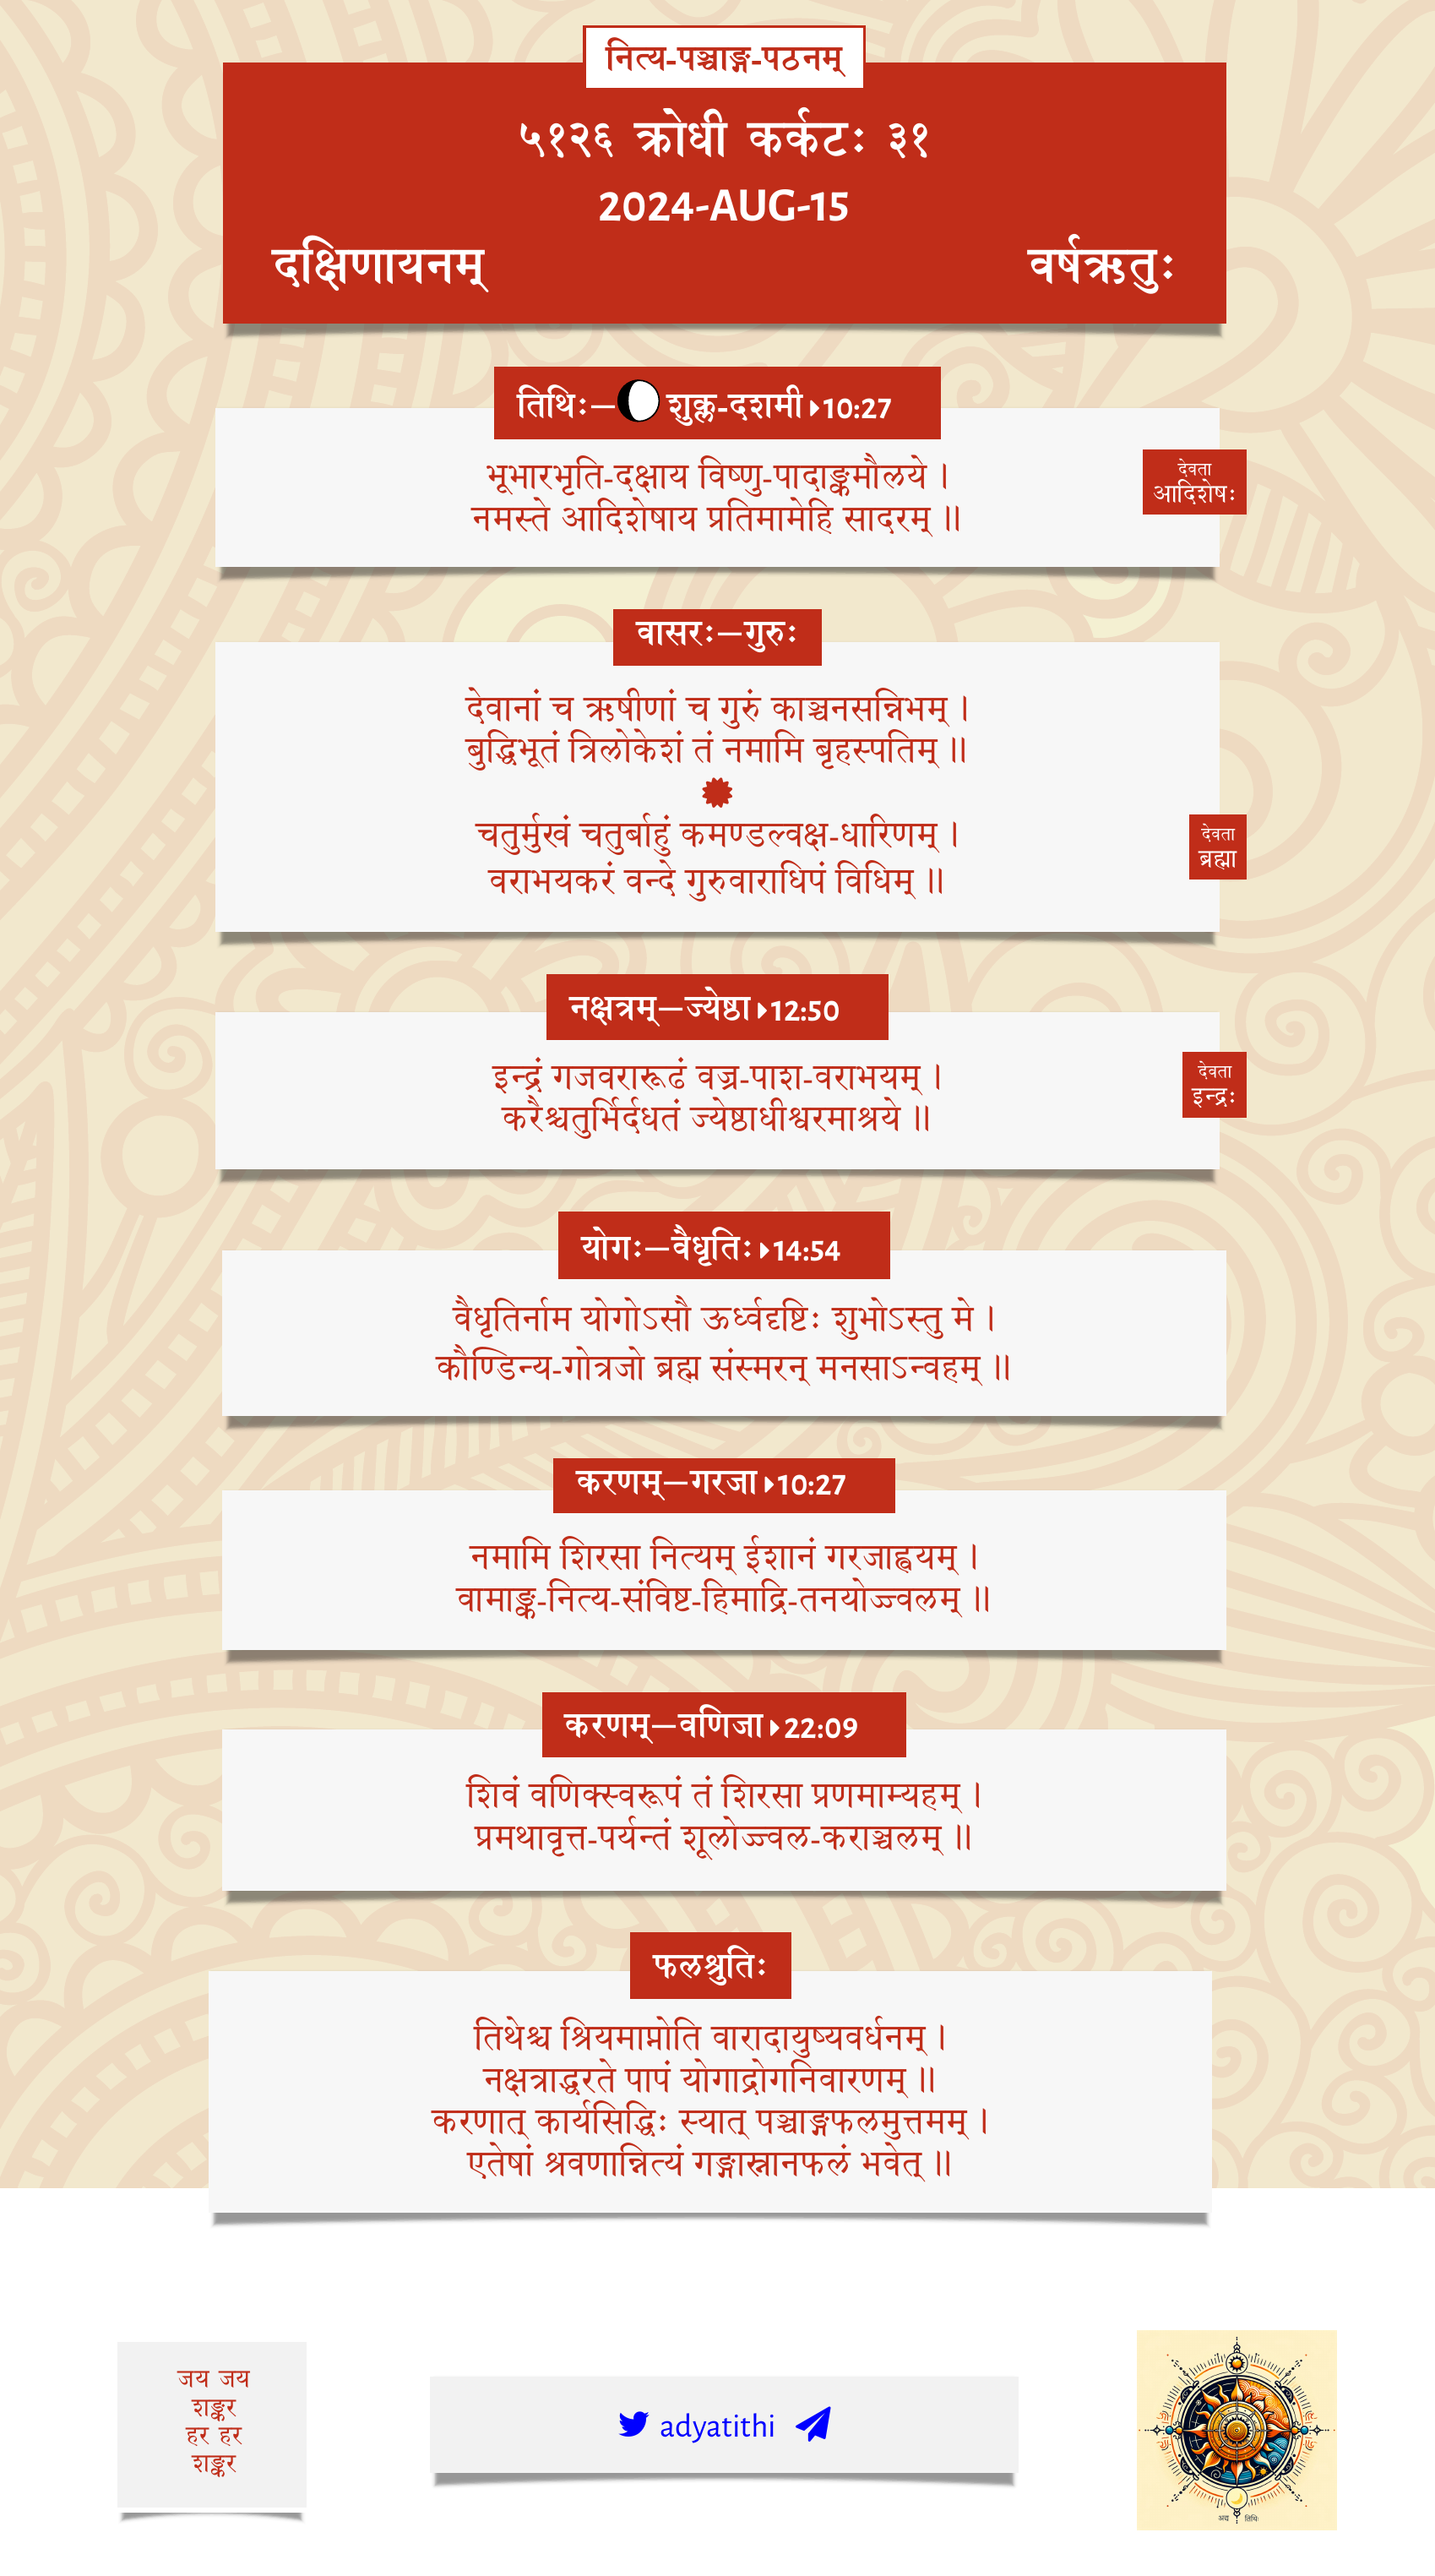 नित्य-पञ्चाङ्ग-पठनम्
५१२६ क्रोधी कर्कटः ३१
2024-AUG-15
दक्षिणायनम् वर्षऋतुः
तिथिः— शुक्ल-दशमी 10:27
भूभारभृति-दक्षाय विष्णु-पादाङ्कमौलये ।
नमस्ते आदिशेषाय प्रतिमामेहि सादरम् ॥
देवता
आदिशेषः
वासरः—गुरुः
देवानां च ऋषीणां च गुरुं काञ्चनसन्निभम् ।
बुद्धिभूतं त्रिलोकेशं तं नमामि बृहस्पतिम् ॥
चतुर्मुखं चतुर्बाहुं कमण्डल्वक्ष-धारिणम् ।
वराभयकरं वन्दे गुरुवाराधिपं विधिम् ॥
देवता
ब्रह्मा
नक्षत्रम्—ज्येष्ठा 12:50
इन्द्रं गजवरारूढं वज्र-पाश-वराभयम् ।
करैश्चतुर्भिर्दधतं ज्येष्ठाधीश्वरमाश्रये ॥
देवता
इन्द्रः
योगः—वैधृतिः 14:54
वैधृतिर्नाम योगोऽसौ ऊर्ध्वदृष्टिः शुभोऽस्तु मे ।
कौण्डिन्य-गोत्रजो ब्रह्म संस्मरन् मनसाऽन्वहम् ॥
करणम्—गरजा 10:27
नमामि शिरसा नित्यम् ईशानं गरजाह्वयम् ।
वामाङ्क-नित्य-संविष्ट-हिमाद्रि-तनयोज्ज्वलम् ॥
करणम्—वणिजा 22:09
शिवं वणिक्स्वरूपं तं शिरसा प्रणमाम्यहम् ।
प्रमथावृत्त-पर्यन्तं शूलोज्ज्वल-कराञ्चलम् ॥
फलश्रुतिः
तिथेश्च श्रियमाप्नोति वारादायुष्यवर्धनम् ।
नक्षत्राद्धरते पापं योगाद्रोगनिवारणम् ॥
करणात् कार्यसिद्धिः स्यात् पञ्चाङ्गफलमुत्तमम् ।
एतेषां श्रवणान्नित्यं गङ्गास्नानफलं भवेत् ॥
जय जय
शङ्कर
हर हर
शङ्कर
adyatithi
अद्य तिथिः